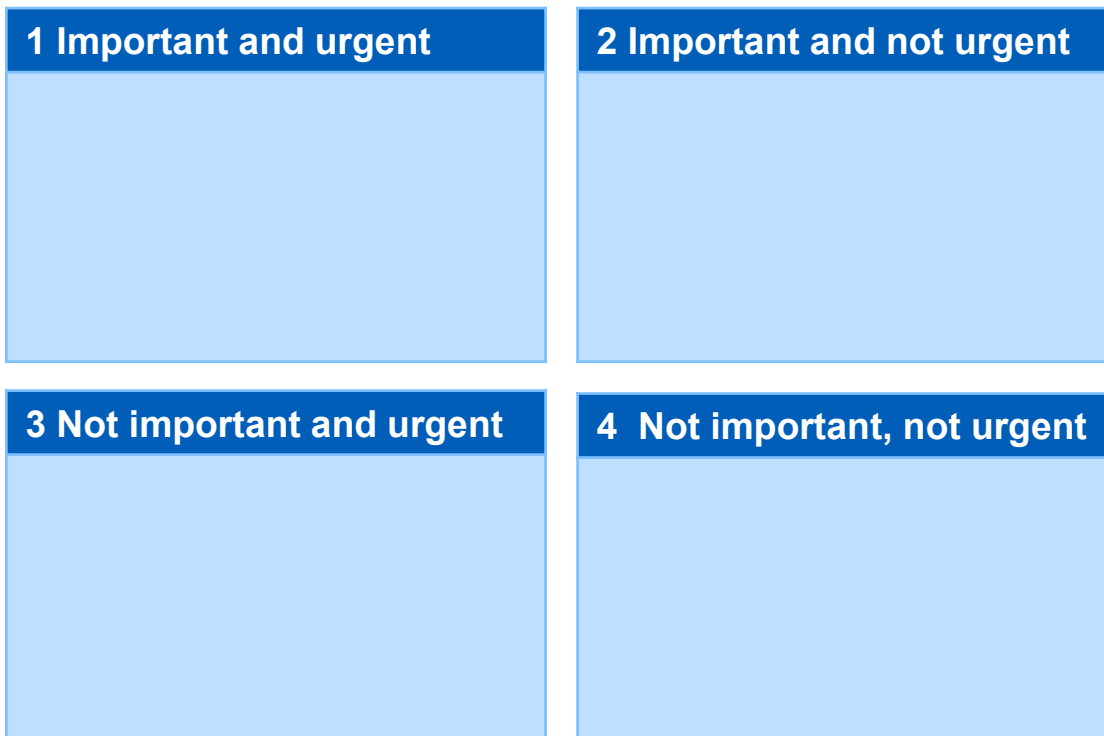 1 Important and urgent
2 Important and not urgent
3 Not important and urgent
4 Not important, not urgent